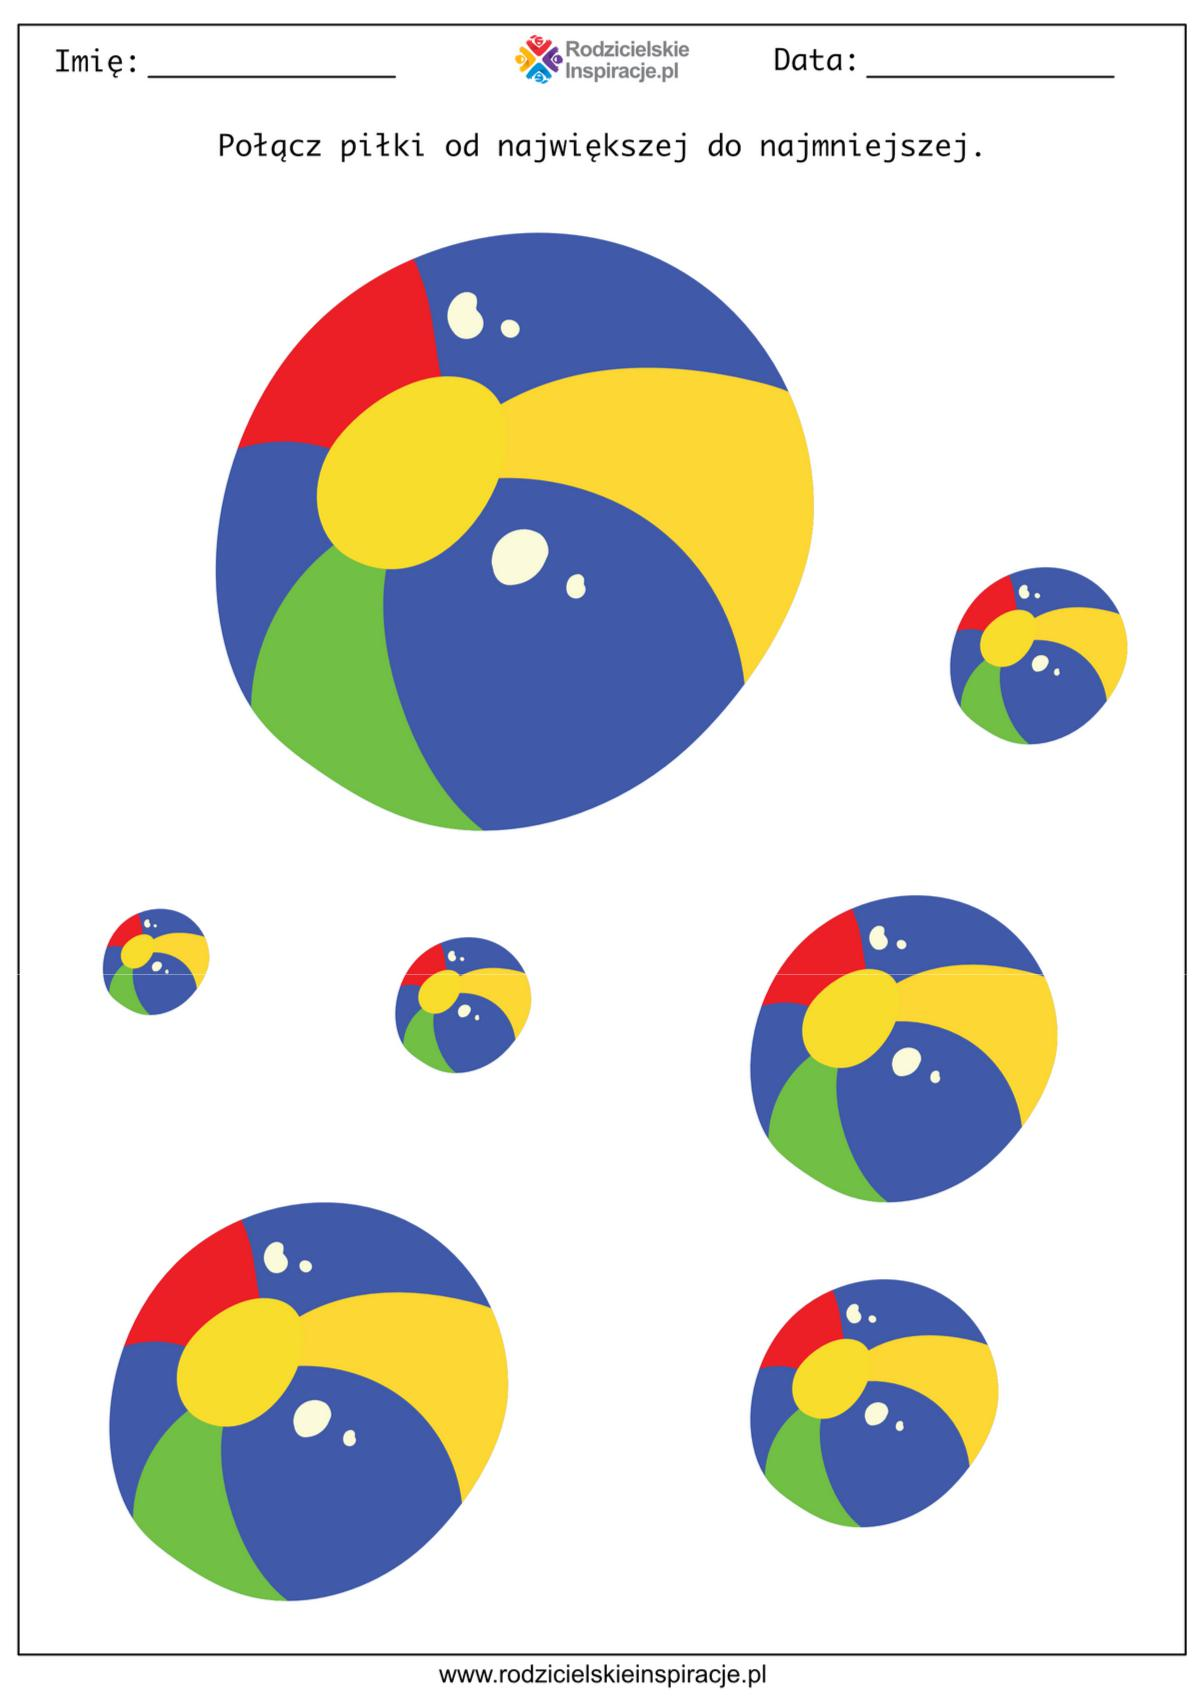 Imię: Rodzicielskie Data:
Inspiracje.pl
Połącz piłki od największej do najmniejszej.
www.rodzicielskieinspiracje.pl